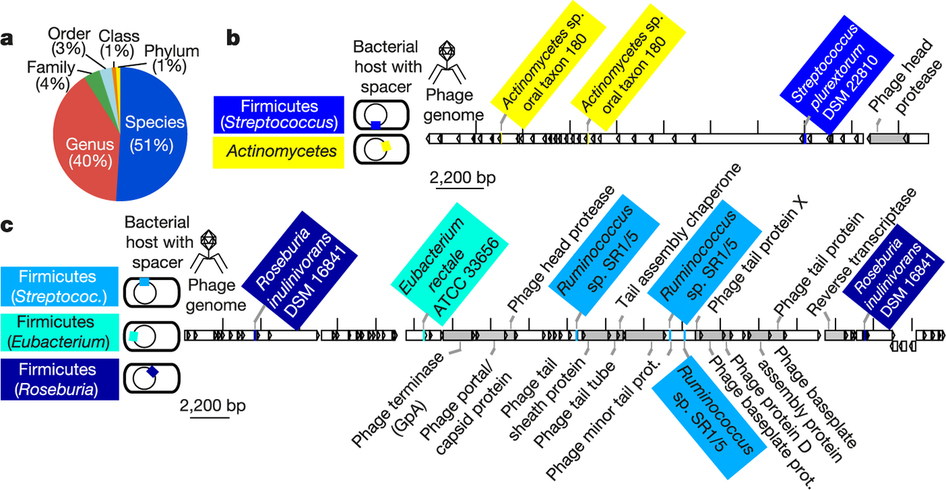 a
Order
(3%)
Class
(1%)
Phylum
(1%)
Family
(4%)
Species
(51%)
Genus
(40%)
b
Bacterial
host with
spacer
Phage
genome
Firmicutes
(Streptococcus)
Actinomycetes
Actinomycetes sp.
oral taxon 180
Actinomycetes sp.
oral taxon 180
Streptococcus
plurextorum
DSM 22810
Phage head
protease
2,200 bp
c
Bacterial
host with
spacer
Phage
genome
Firmicutes
(Streptococ.)
Firmicutes
(Eubacterium)
Firmicutes
(Roseburia)
2,200 bp
Roseburia
inulinivorans
DSM 16841
Eubacterium
rectale
ATCC 33656
Phage head protease
Ruminococcus
sp. SR1/5
Tail assembly chaperone
Ruminococcus
sp. SR1/5
Phage tail protein X
Phage tail protein
Reverse transcriptase
Roseburia
inulinivorans
DSM 16841
Phage terminase
(GpA)
Phage portal/
capsid protein
Phage tail
sheath protein
Phage tail tube
Phage minor tail prot.
Ruminococcus
sp. SR1/5
Phage baseplate prot.
Phage protein D
Phage baseplate
assembly protein